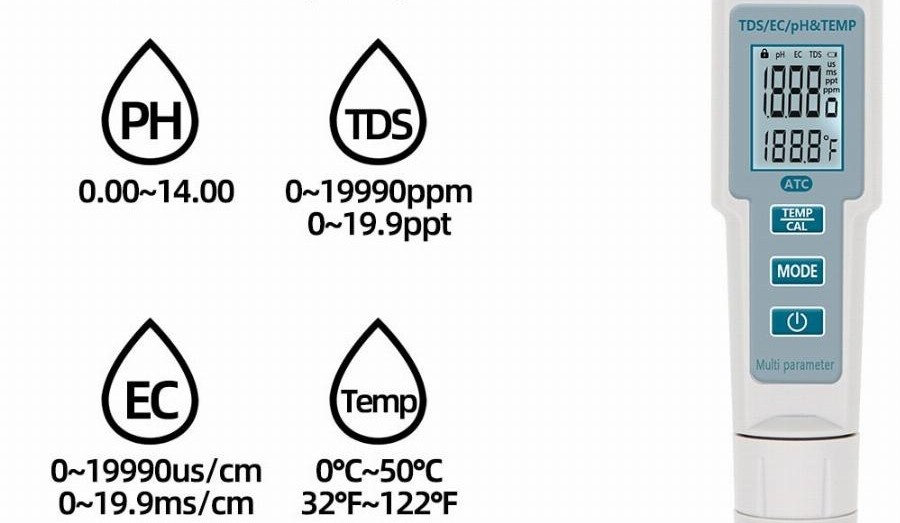 PH
0.00~14.00
TDS
0~19990ppm
0~19.9ppt
EC
0~19990us/cm
0~19.9ms/cm
Temp
0°C~50°C
32°F~122°F
TDS/EC/pH&TEMP
pH EC TDS
us
ms
ppt
ppm
1888
188.8°F
ATC
TEMP
CAL
MODE
Multi parameter